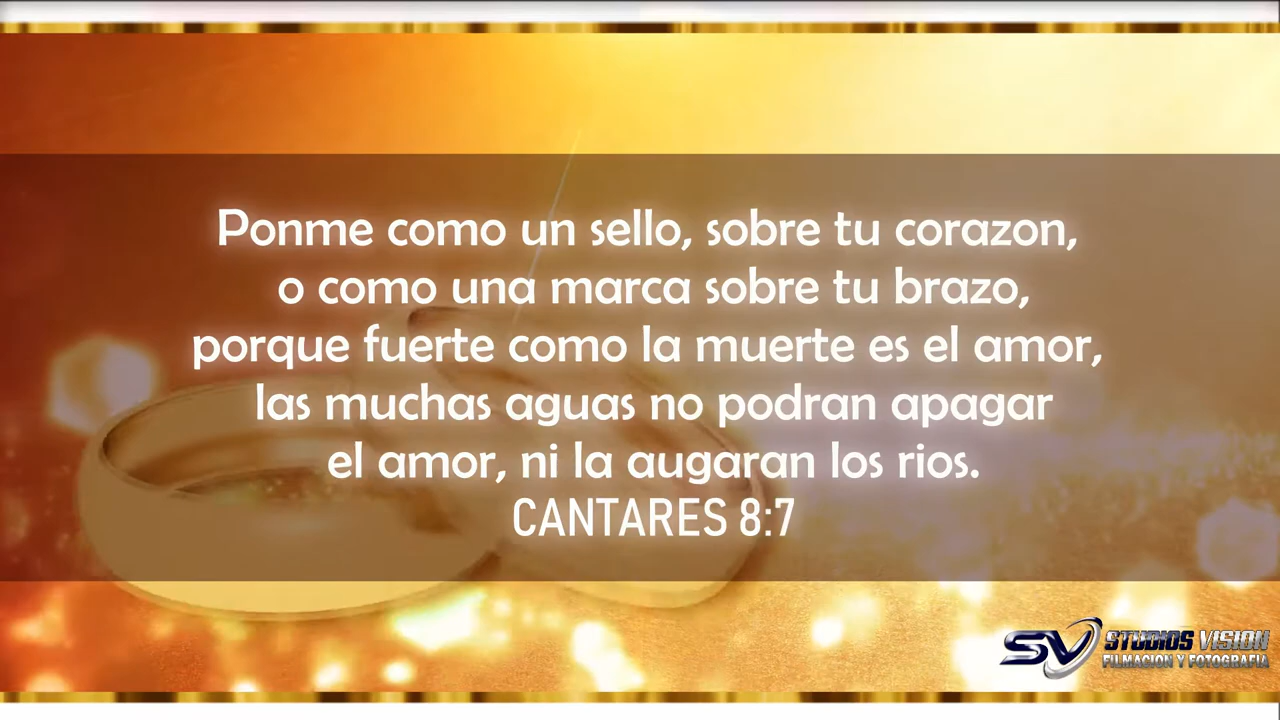 Ponme como un sello, sobre tu corazon,
o como una marca sobre tu brazo,
porque fuerte como la muerte es el amor,
las muchas aguas no podran apagar
el amor, ni la augaran los rios.
CANTARES 8:7
SV STUDIOS VISION
FILMACION Y FOTOGRAFIA